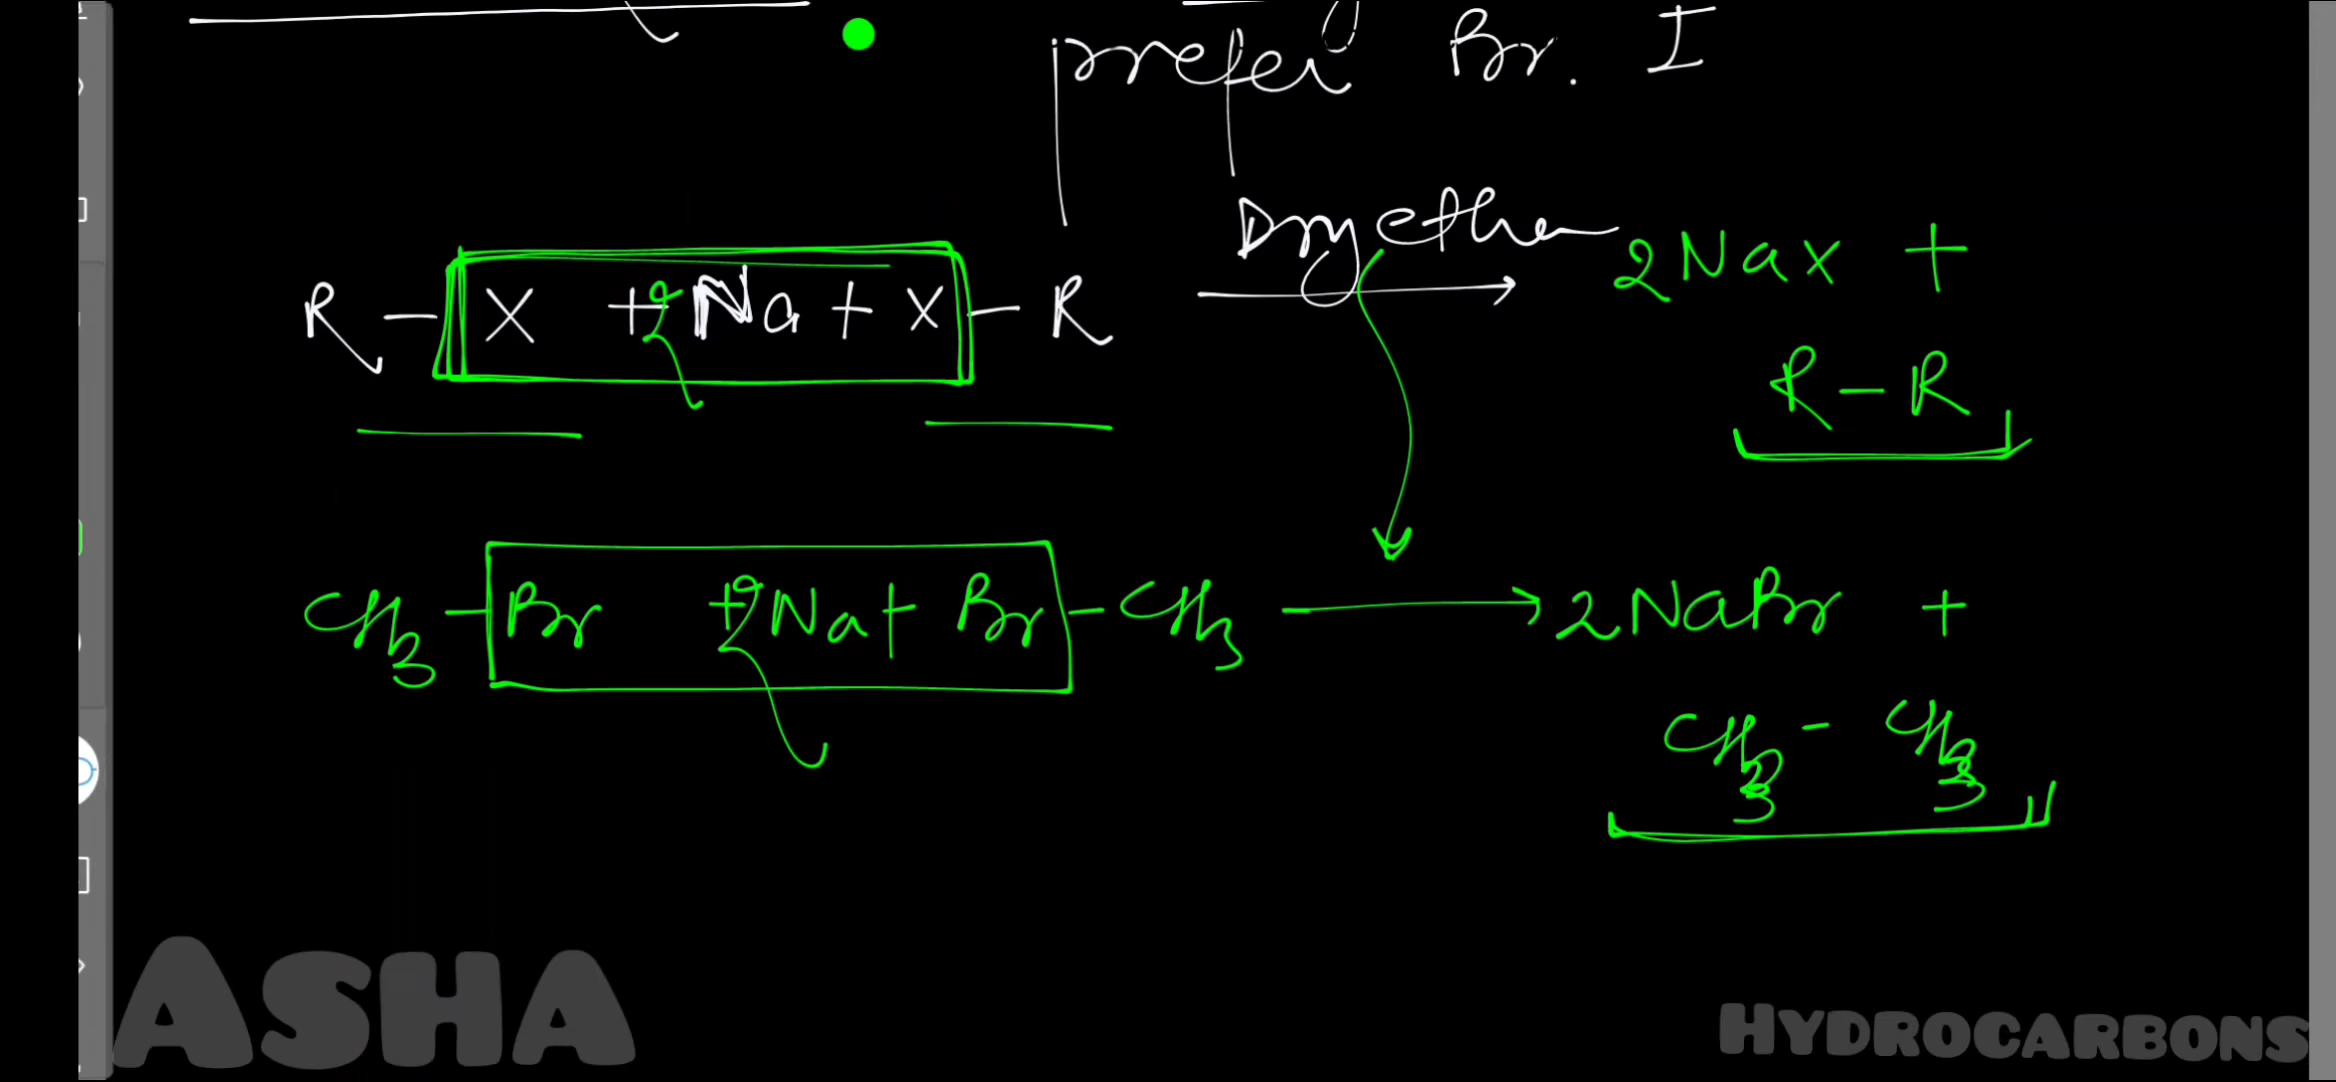 prefer Br. I
Dry ether
R - X + 2Na + X - R → 2NaX +
R - R
CH3 - Br + 2Na + Br - CH3 → 2NaBr +
CH3 - CH3
ASHA
HYDROCARBONS